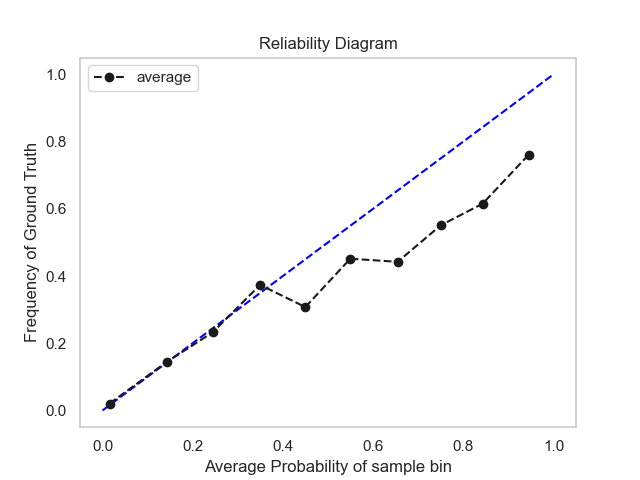 Reliability Diagram
average
Frequency of Ground Truth
1.0
0.8
0.6
0.4
0.2
0.0
0.0 0.2 0.4 0.6 0.8 1.0
Average Probability of sample bin